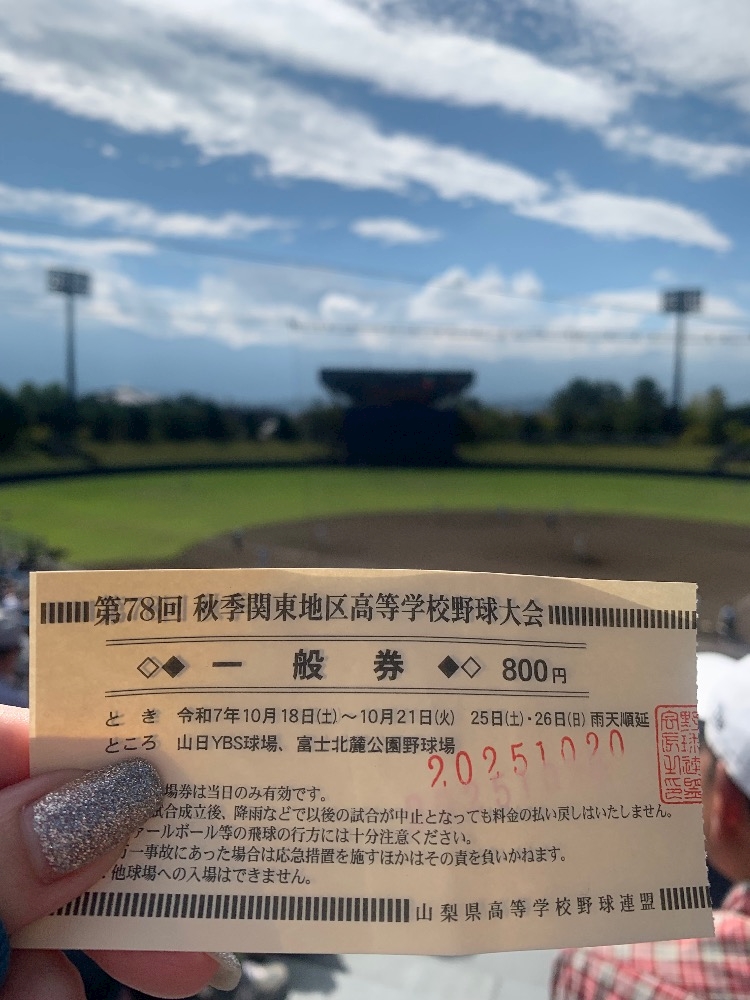 第78回 秋季関東地区高等学校野球大会
◇◆ 一般券 ◆◇ 800円
とき 令和7年10月18日(土)～10月21日(火) 25日(土)・26日(日) 雨天順延
ところ 山日YBS球場、富士北麓公園野球場
20251020
場券は当日のみ有効です。
試合成立後、降雨などで以後の試合が中止となっても料金の払い戻しはいたしません。
ァールボール等の飛球の行方には十分注意ください。
一事故にあった場合は応急措置を施すほかはその責を負いかねます。
他球場への入場はできません。
山梨県高等学校野球連盟